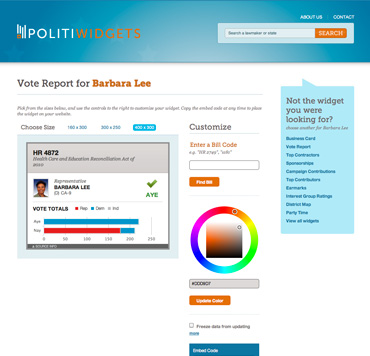 ABOUT US CONTACT
POLITIWIDGETS
Search a lawmaker or state SEARCH
Vote Report for Barbara Lee
Pick from the sizes below, and use the controls to the right to customize your widget. Copy the embed code at any time to place
the widget on your website.
Choose Size 160 x 300 300 x 250 400 x 300
HR 4872
Health Care and Education Reconciliation Act of
2010
Representative
BARBARA LEE
(D) CA-9
AYE
VOTE TOTALS Rep Dem Ind
Aye
Nay
0 50 100 150 200 250
SOURCE INFO
Customize
Enter a Bill Code
e.g. "HR 2749", "1281"
Find Bill
Update Color
Freeze data from updating
more
Embed Code
Not the widget
you were
looking for?
choose another for Barbara Lee
Business Card
Vote Report
Top Contractors
Sponsorships
Campaign Contributions
Top Contributors
Earmarks
Interest Group Ratings
District Map
Party Time
View all widgets